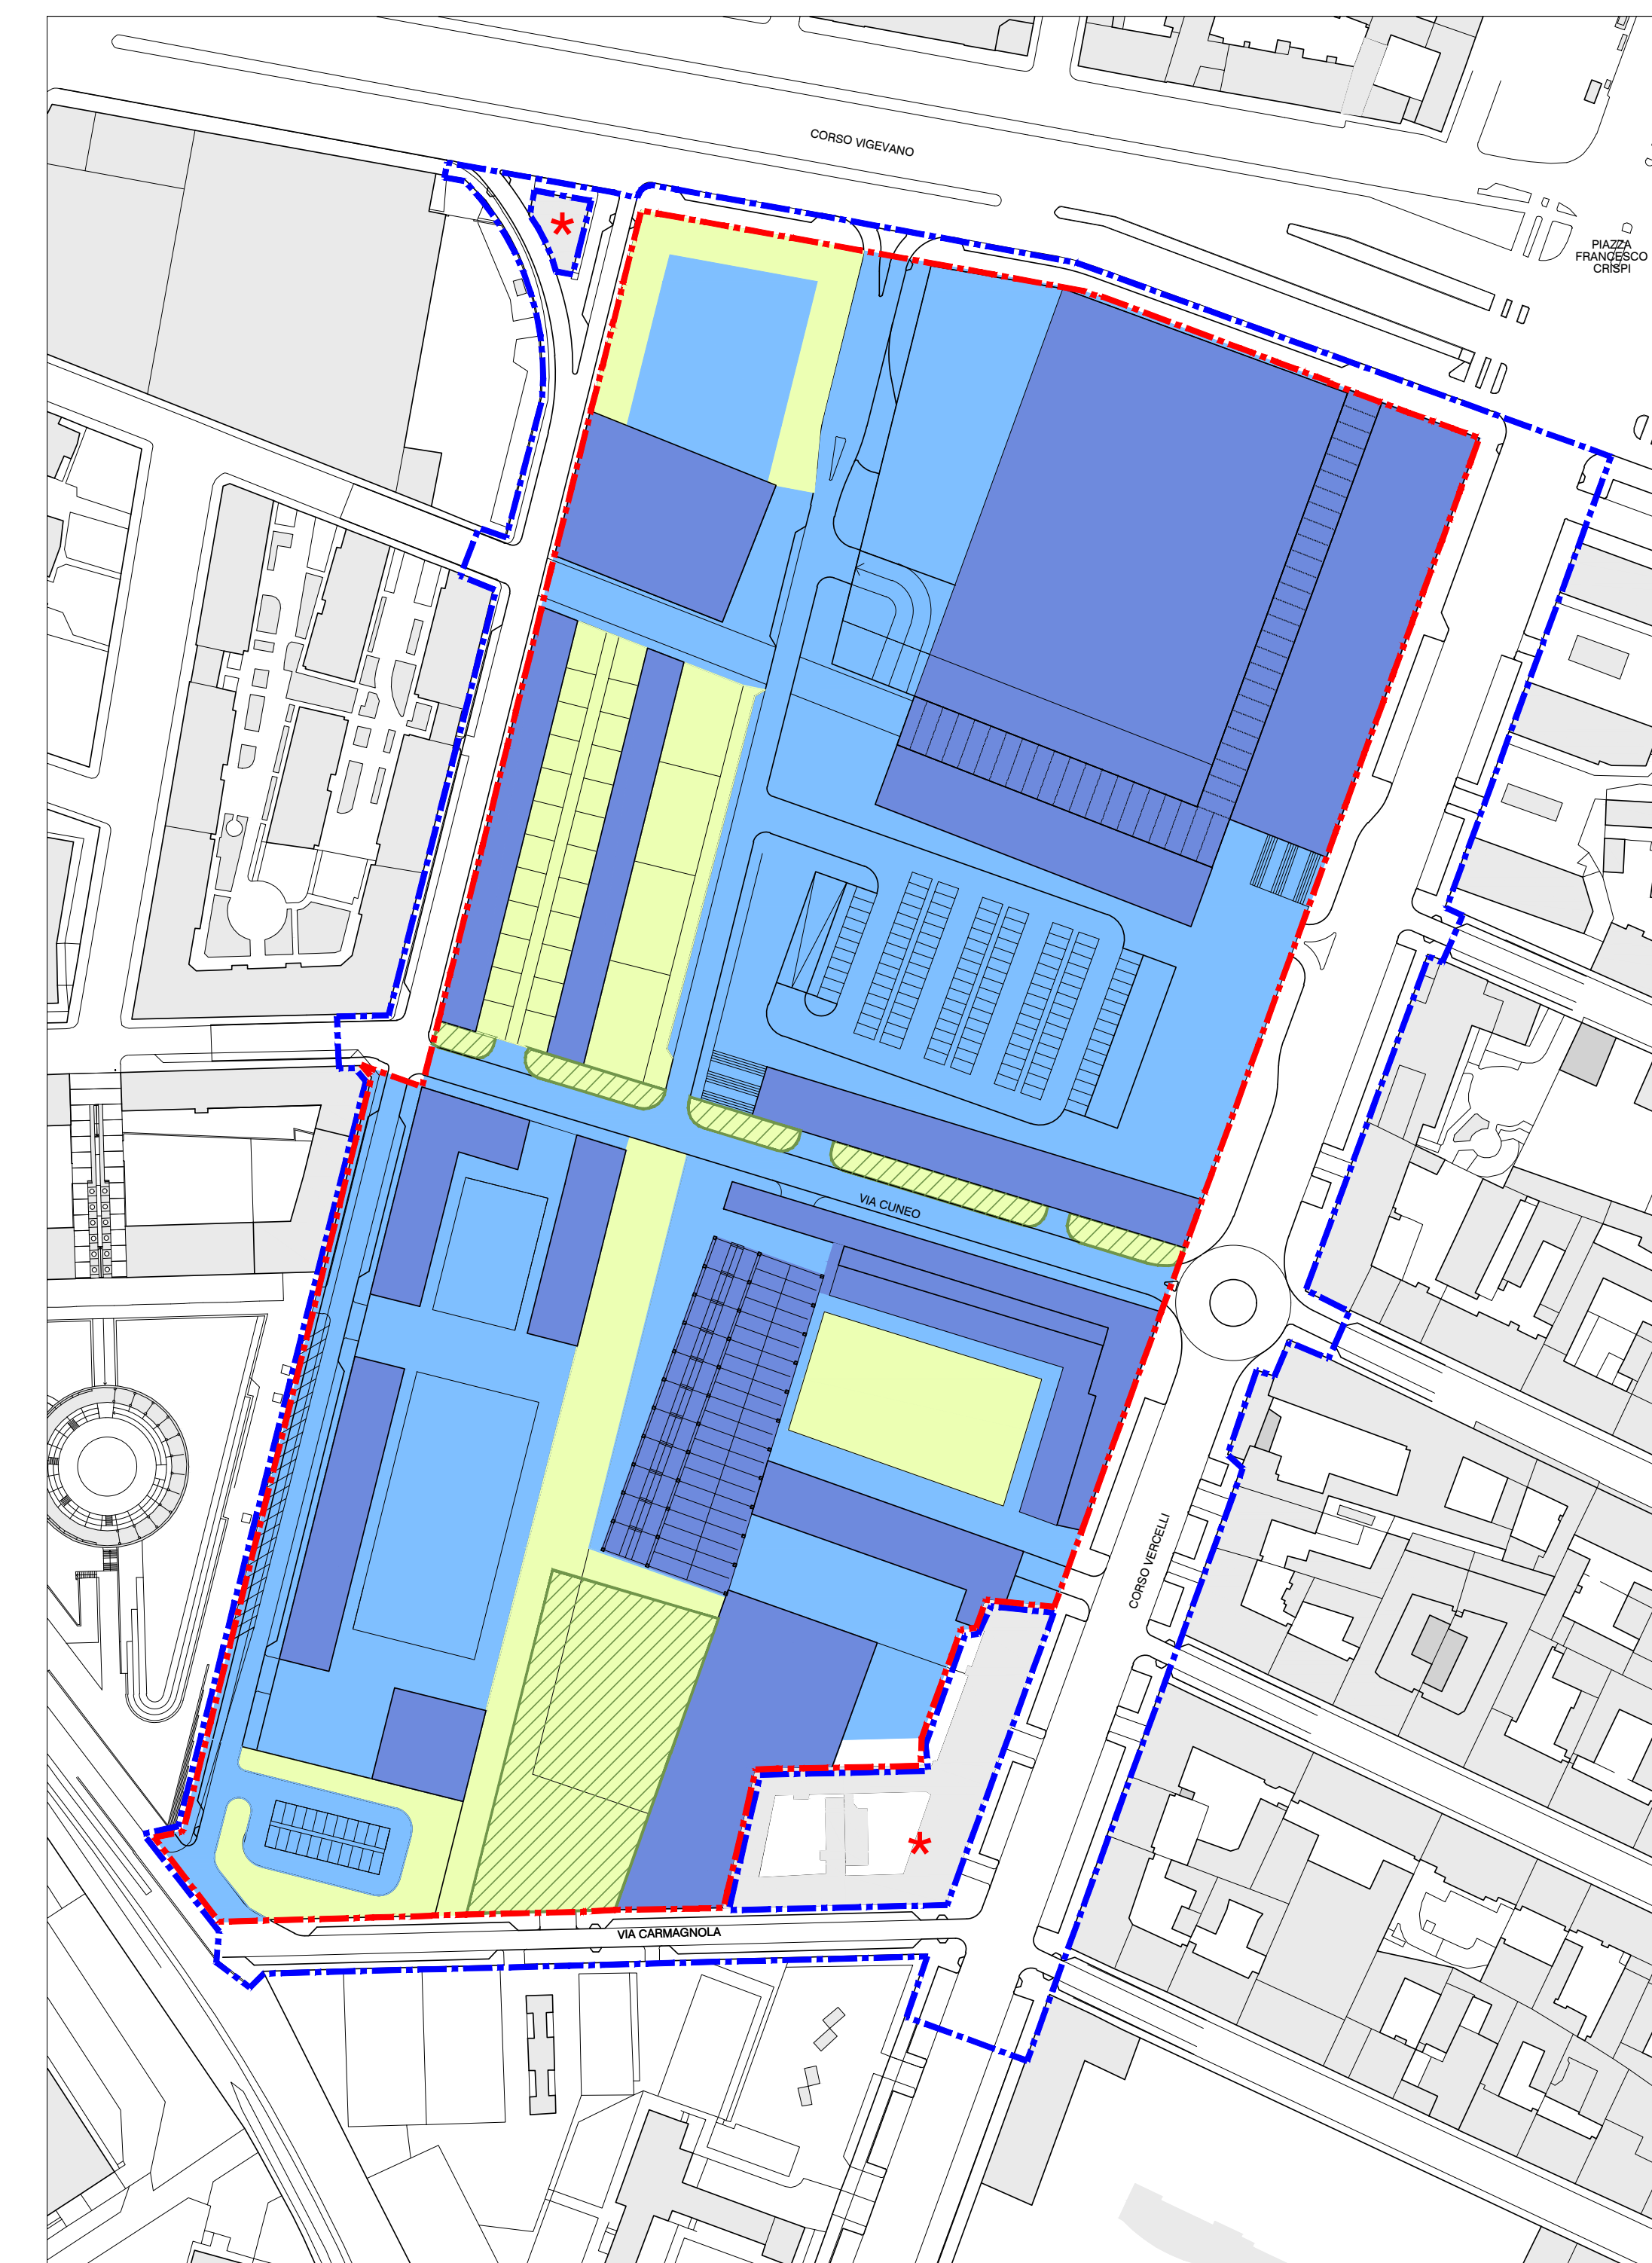 CORSO VIGEVANO
PIAZZA
FRANCESCO
CRISPI
VIA CUNEO
CORSO VERCELLI
VIA CARMAGNOLA